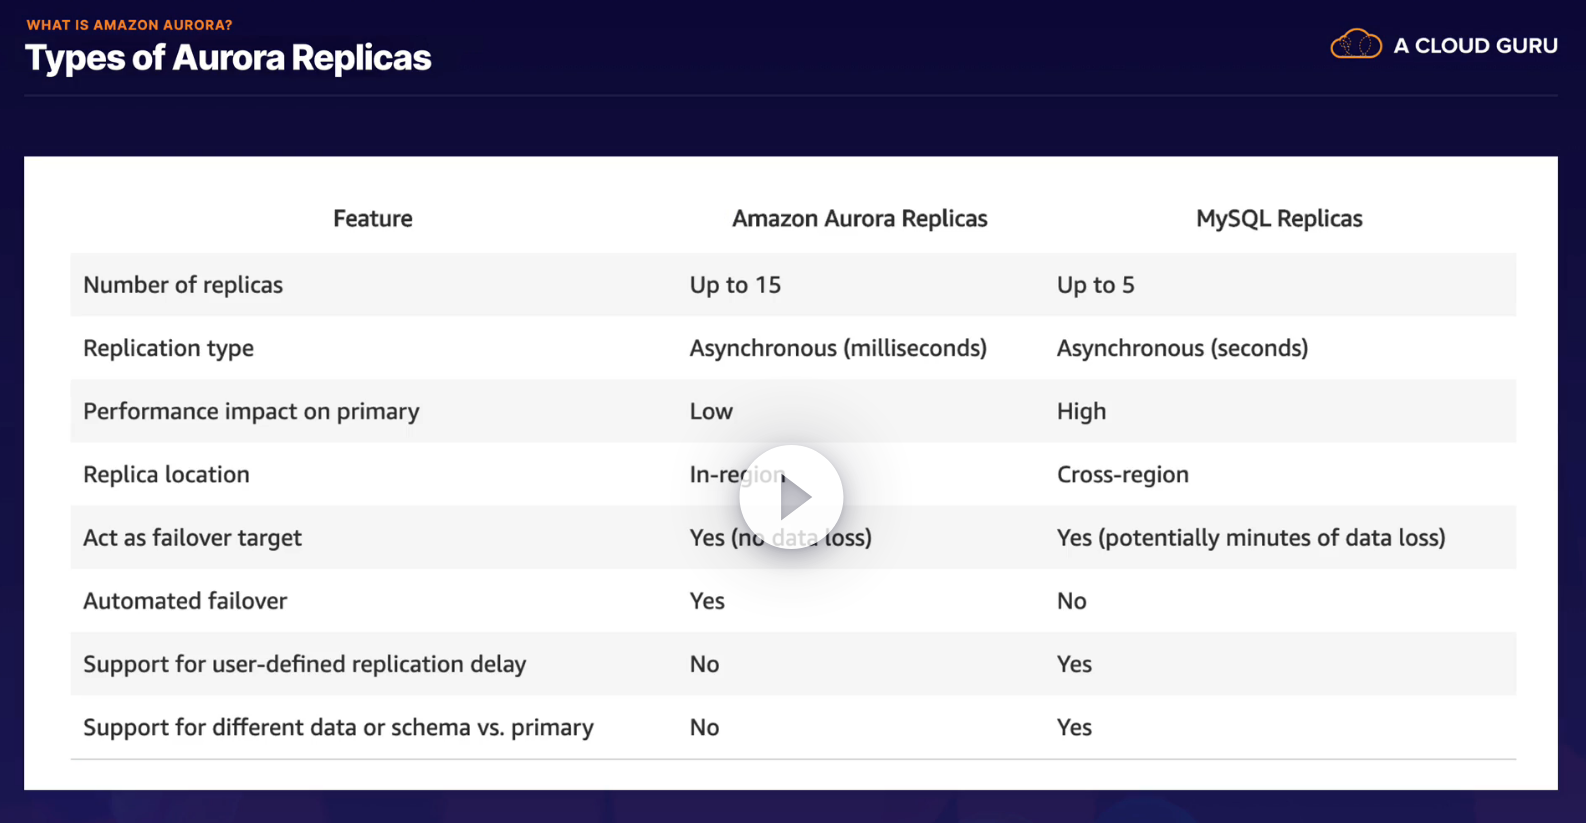 WHAT IS AMAZON AURORA?
Types of Aurora Replicas
A CLOUD GURU
Feature Amazon Aurora Replicas MySQL Replicas
Number of replicas Up to 15 Up to 5
Replication type Asynchronous (milliseconds) Asynchronous (seconds)
Performance impact on primary Low High
Replica location In-region Cross-region
Act as failover target Yes (no data loss) Yes (potentially minutes of data loss)
Automated failover Yes No
Support for user-defined replication delay No Yes
Support for different data or schema vs. primary No Yes